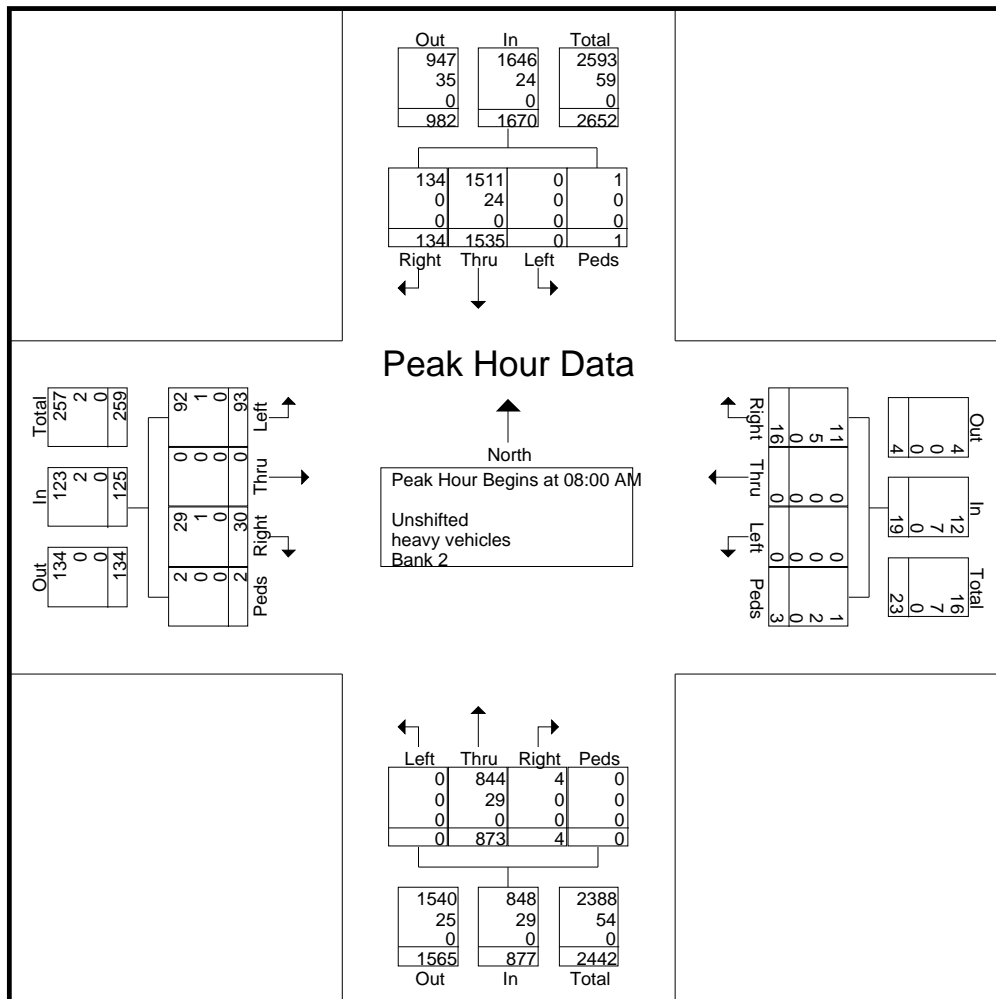 Out In Total
947 1646 2593
35 24 59
0 0 0
982 1670 2652
134 1511 0 1
0 24 0 0
0 0 0 0
134 1535 0 1
Right Thru Left Peds
Peak Hour Data
North
Peak Hour Begins at 08:00 AM
Unshifted
heavy vehicles
Bank 2
Total
257 2 0 259
In
123 2 0 125
Out
134 0 0 134
92 1 0 93 Left
0 0 0 0 Thru
29 1 0 30 Right
2 0 0 2 Peds
Right 16 0 5 11
Thru 0 0 0 0
Left 0 0 0 0
Peds 3 0 2 1
Out
4 0 0 4
In
19 0 7 12
Total
23 0 7 16
Left Thru Right Peds
0 844 4 0
0 29 0 0
0 0 0 0
0 873 4 0
1540 848 2388
25 29 54
0 0 0
1565 877 2442
Out In Total